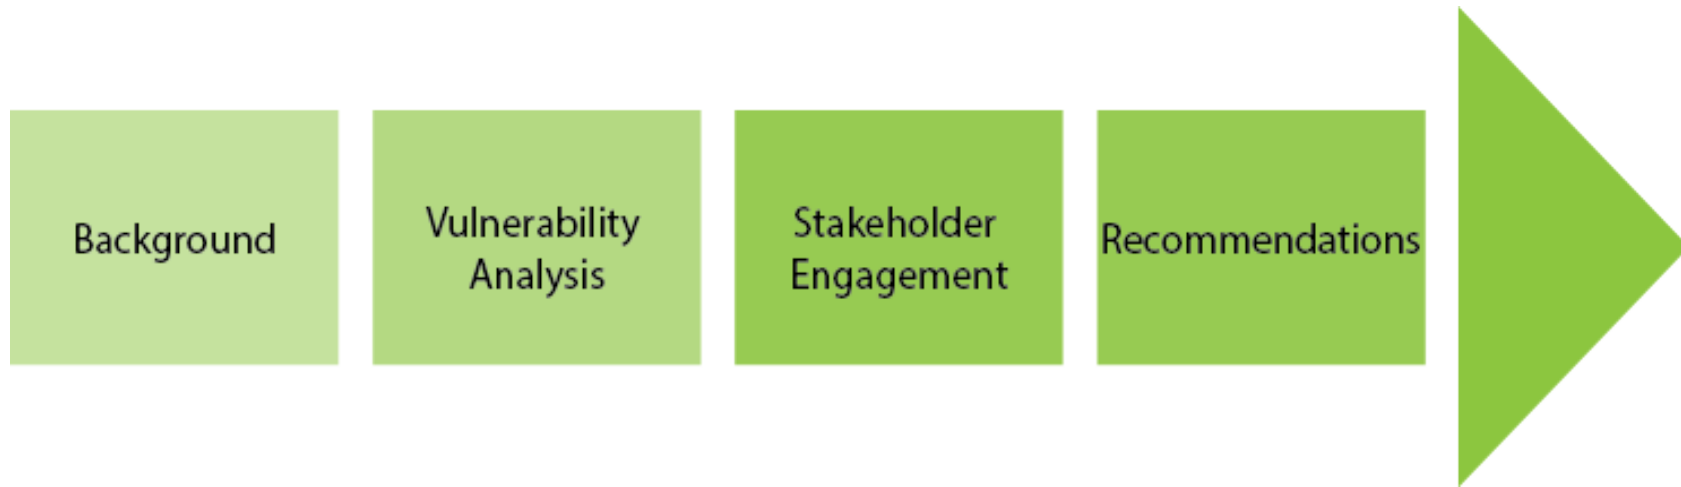 Background
Vulnerability
Analysis
Stakeholder
Engagement
Recommendations